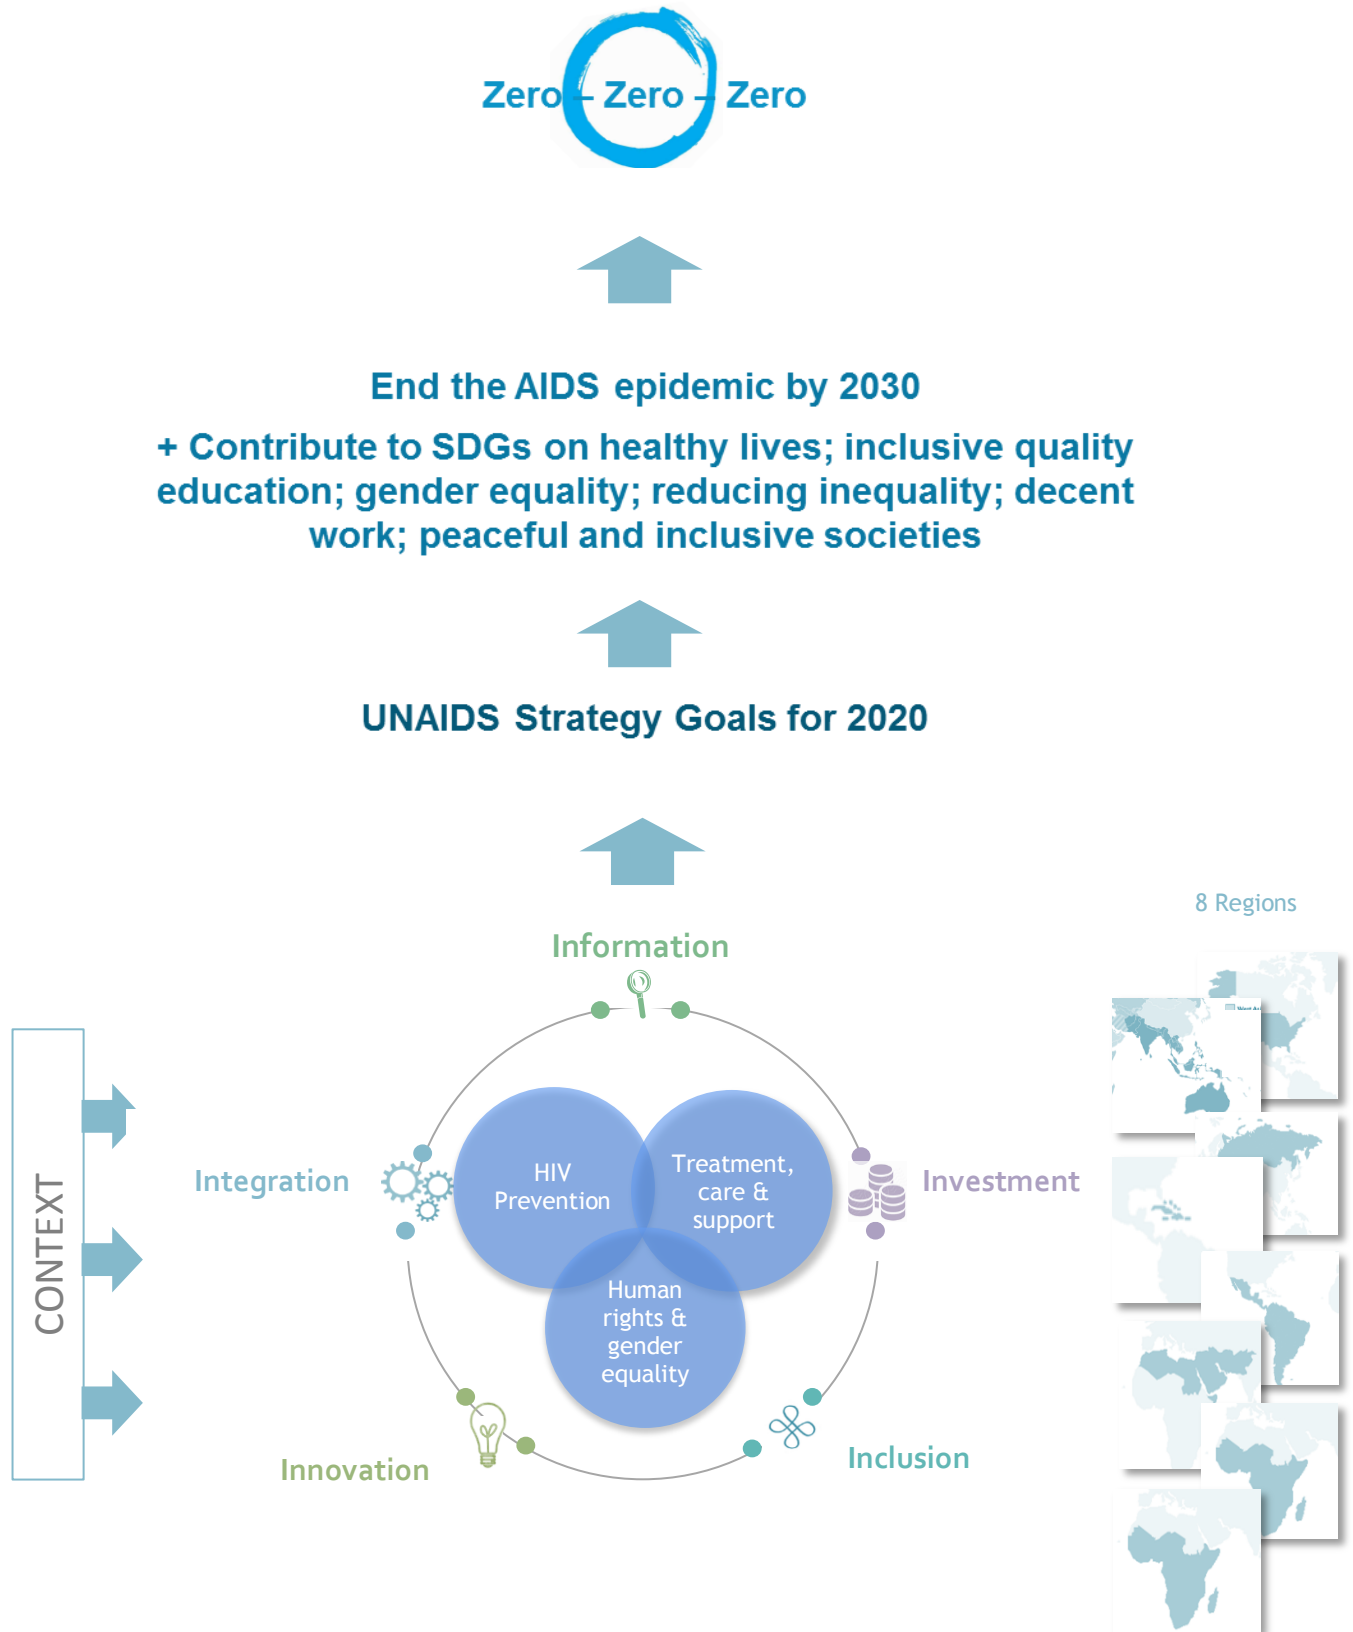 Zero – Zero – Zero
End the AIDS epidemic by 2030
+ Contribute to SDGs on healthy lives; inclusive quality
education; gender equality; reducing inequality; decent
work; peaceful and inclusive societies
UNAIDS Strategy Goals for 2020
8 Regions
Information
CONTEXT
Integration
HIV
Prevention
Treatment,
care &
support
Investment
Human
rights &
gender
equality
Innovation
Inclusion